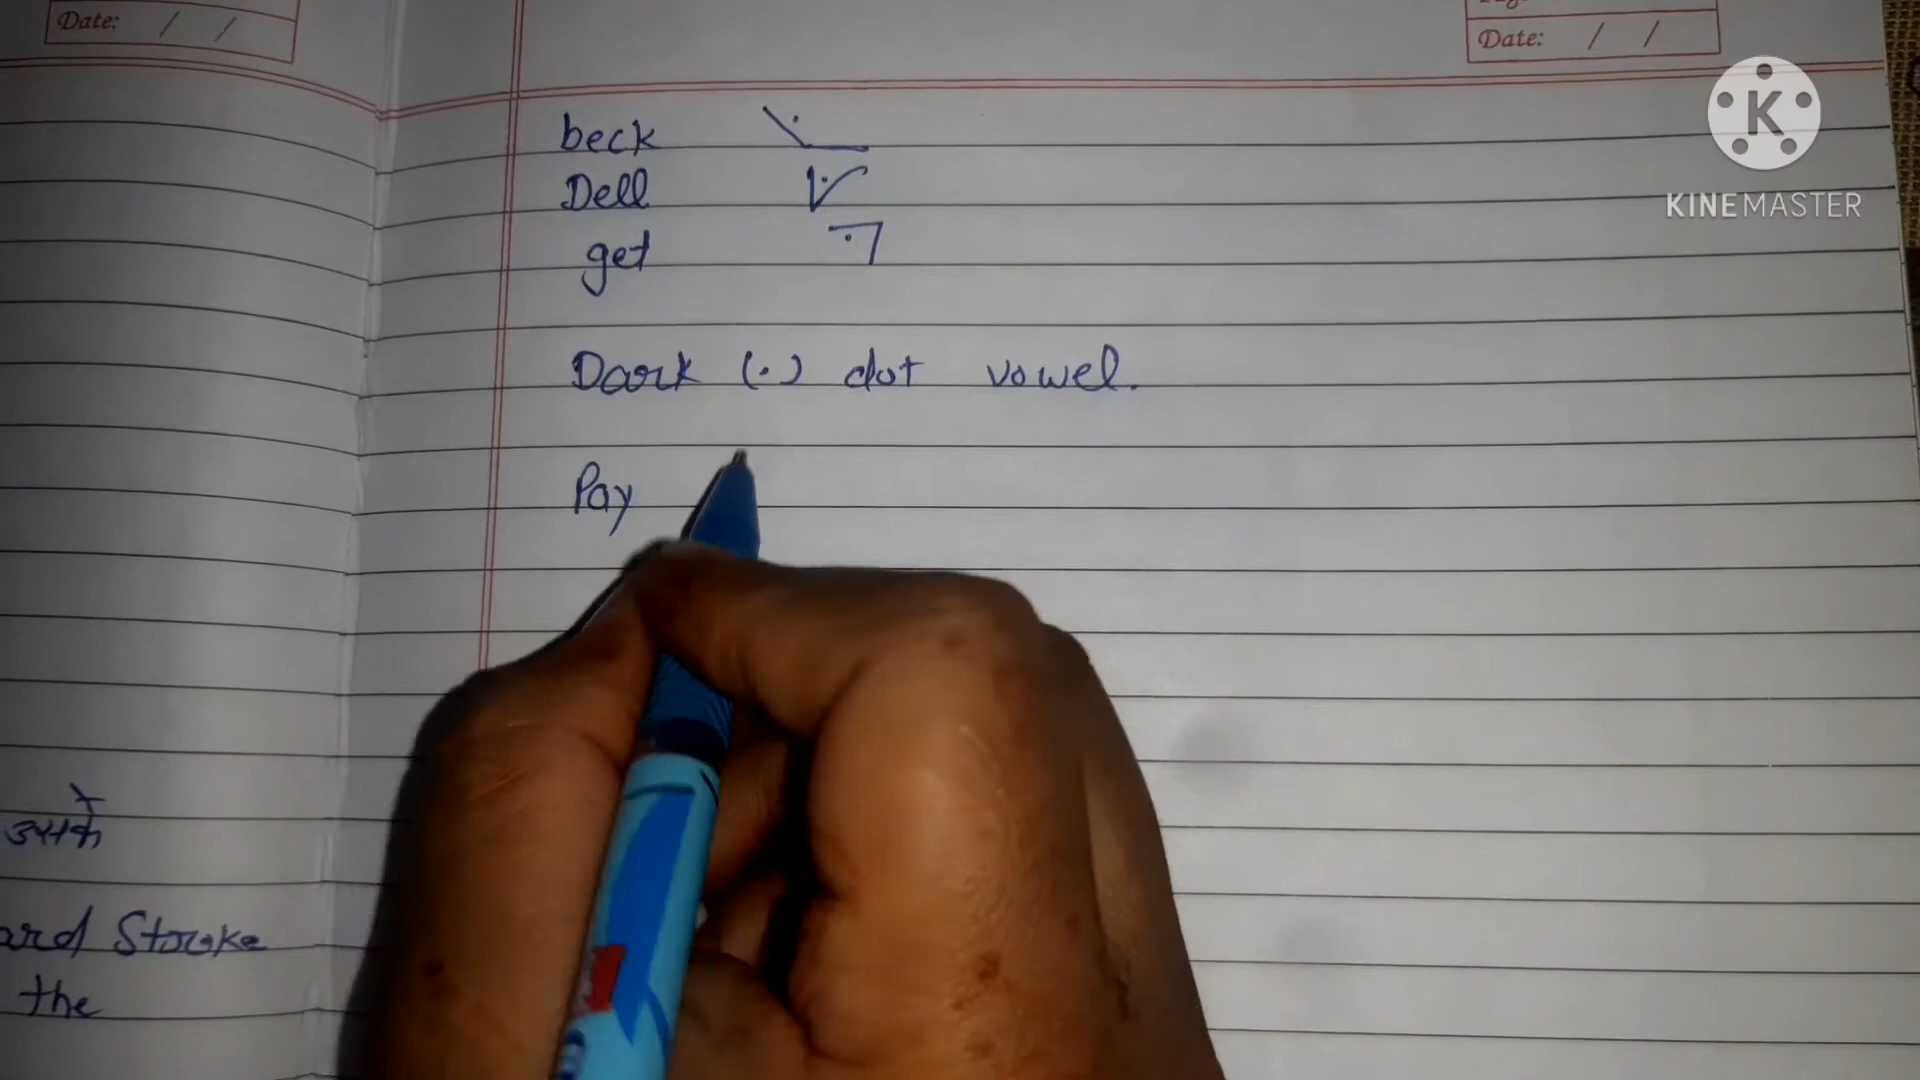 Date: / /
Date: / /
K
KINEMASTER
beck
Dell
get
Dark (.) dot vowel.
Pay
Stroke
the